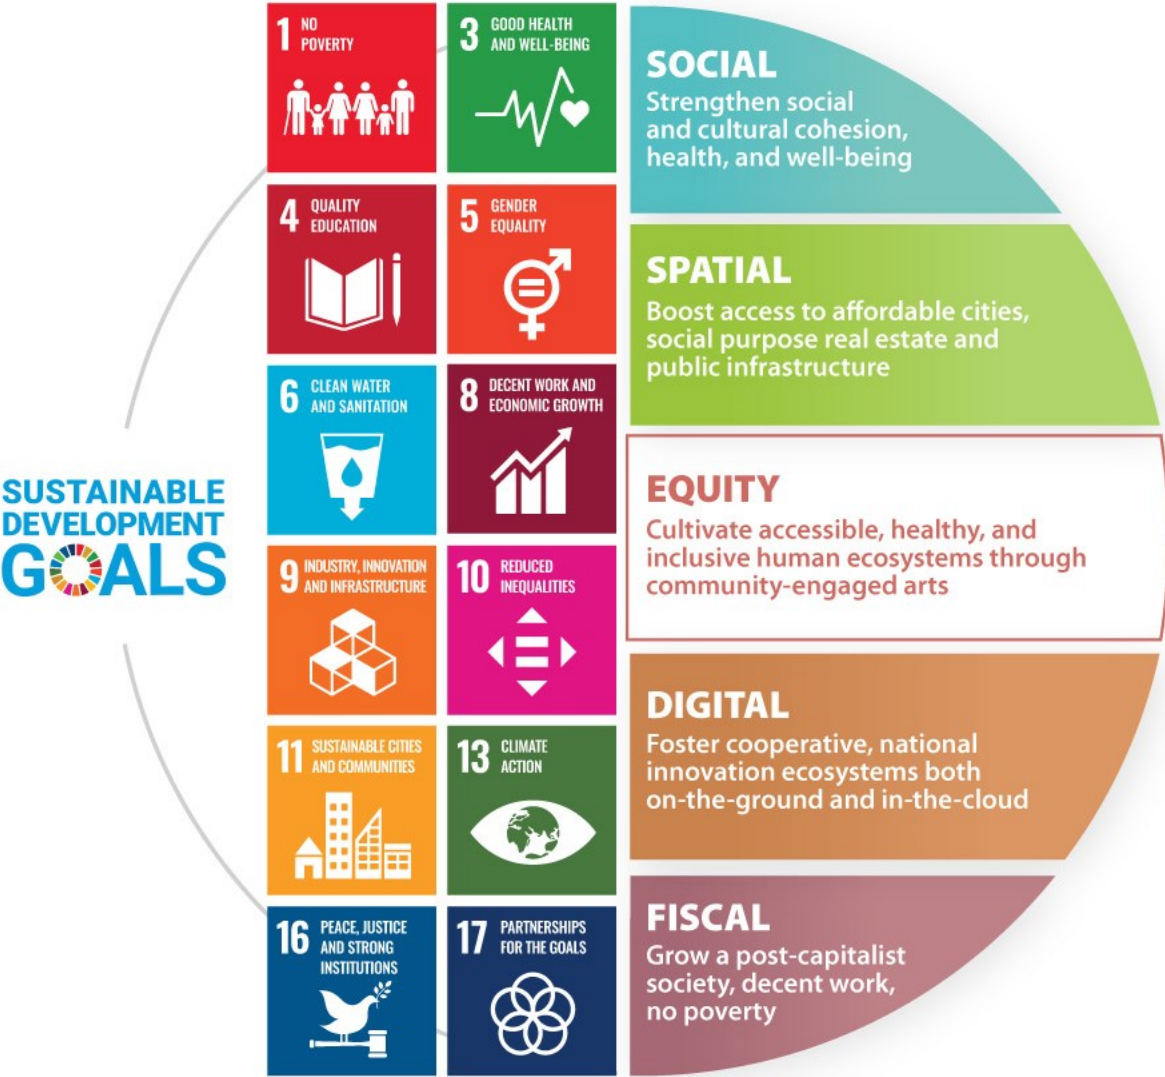 1 NO
POVERTY
3 GOOD HEALTH
AND WELL-BEING
4 QUALITY
EDUCATION
5 GENDER
EQUALITY
6 CLEAN WATER
AND SANITATION
8 DECENT WORK AND
ECONOMIC GROWTH
9 INDUSTRY, INNOVATION
AND INFRASTRUCTURE
10 REDUCED
INEQUALITIES
11 SUSTAINABLE CITIES
AND COMMUNITIES
13 CLIMATE
ACTION
16 PEACE, JUSTICE
AND STRONG
INSTITUTIONS
17 PARTNERSHIPS
FOR THE GOALS
SUSTAINABLE
DEVELOPMENT
GOALS
SOCIAL
Strengthen social
and cultural cohesion,
health, and well-being
SPATIAL
Boost access to affordable cities,
social purpose real estate and
public infrastructure
EQUITY
Cultivate accessible, healthy, and
inclusive human ecosystems through
community-engaged arts
DIGITAL
Foster cooperative, national
innovation ecosystems both
on-the-ground and in-the-cloud
FISCAL
Grow a post-capitalist
society, decent work,
no poverty